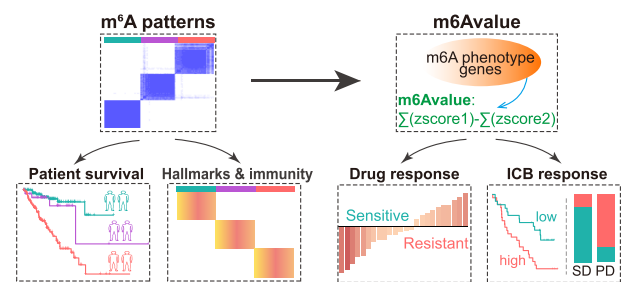 m⁶A patterns
m6Avalue
m6A phenotype
genes
m6Avalue:
∑(zscore1)-∑(zscore2)
Patient survival
Hallmarks & immunity
Drug response
ICB response
Sensitive
Resistant
low
high
SD PD